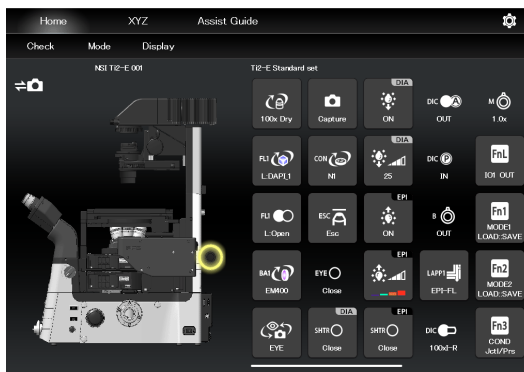 Home XYZ Assist Guide
Check Mode Display
NSI Ti2-E 001
Ti2-E Standard set
100x Dry
Capture
DIA
ON
DIC
OUT
M
1.0x
FL1
L:DAPI_1
CON
N1
DIA
25
DIC
IN
FnL
IO1 OUT
FL1
L:Open
ESC
Esc
EPI
ON
B
OUT
Fn1
MODE1
LOAD::SAVE
BA1
EM400
EYE
Close
EPI
LAPP1
EPI-FL
Fn2
MODE2
LOAD::SAVE
EYE
DIA
SHTR
Close
EPI
SHTR
Close
DIC
100xI-R
Fn3
COND
Jctl/Prs